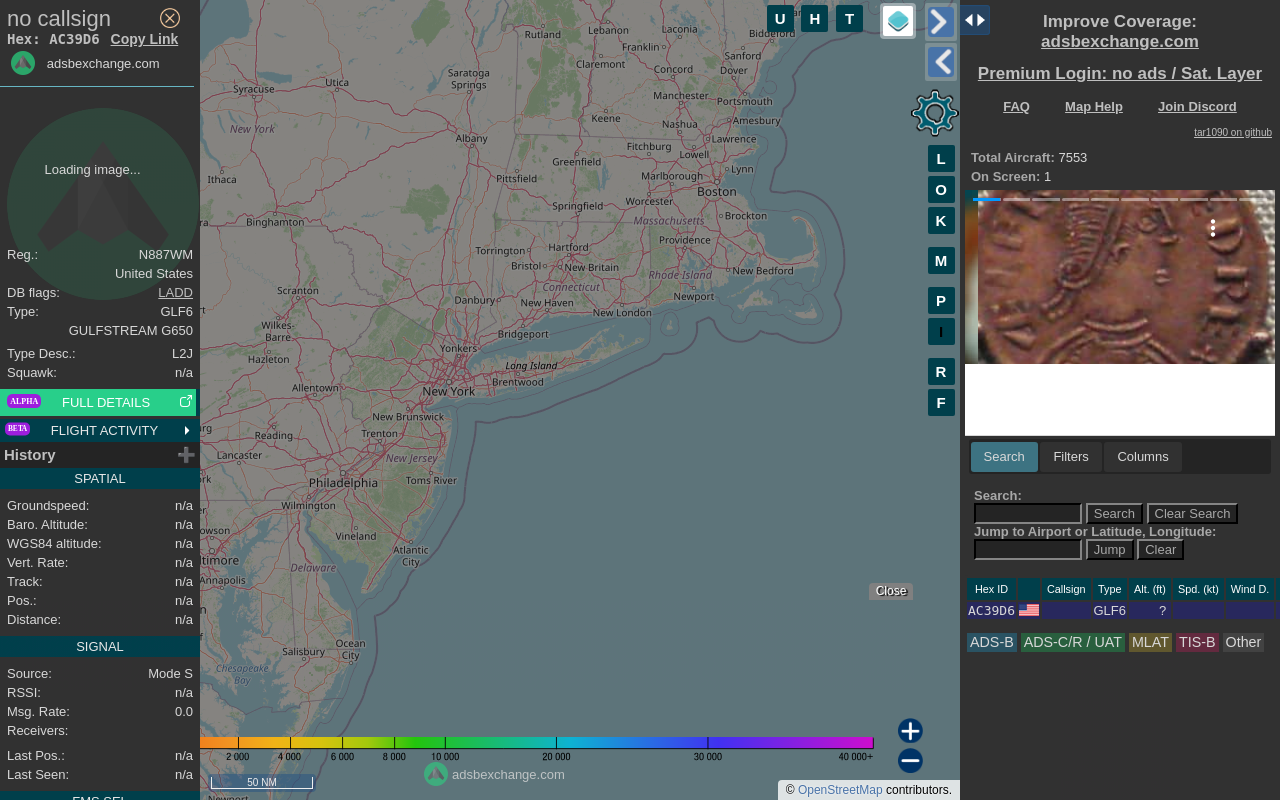 no callsign
Hex: AC39D6 Copy Link
adsbexchange.com
Loading image...
Reg.: N887WM
United States
DB flags: LADD
Type: GLF6
GULFSTREAM G650
Type Desc.: L2J
Squawk: n/a
ALPHA FULL DETAILS
BETA FLIGHT ACTIVITY
History
SPATIAL
Groundspeed: n/a
Baro. Altitude: n/a
WGS84 altitude: n/a
Vert. Rate: n/a
Track: n/a
Pos.: n/a
Distance: n/a
SIGNAL
Source: Mode S
RSSI: n/a
Msg. Rate: 0.0
Receivers:
Last Pos.: n/a
Last Seen: n/a
FMS SEL
U H T
L
O
K
M
P
I
R
F
Rutland
Lebanon
Laconia
Biddeford
Franklin
Sanford
Claremont
Concord
Dover
Saratoga
Springs
Utica
Syracuse
Manchester
Portsmouth
Keene
Nashua
Amesbury
New York
Albany
Fitchburg
Lawrence
Greenfield
Lowell
Lynn
Ithaca
Pittsfield
Marlborough
Boston
Worcester
Springfield
Binghamton
Massachusetts
Brockton
Providence
Torrington
Hartford
Bristol
New Britain
Rhode Island
New Bedford
Connecticut
Scranton
Danbury
New Haven
Newport
New London
Wilkes-
Barre
Bridgeport
Yonkers
Hazleton
Long Island
Brentwood
Allentown
New York
New Brunswick
Reading
Trenton
Lancaster
New Jersey
Toms River
Philadelphia
Wilmington
Vineland
Atlantic
City
Annapolis
Delaware
Ocean
City
Salisbury
Chesapeake
Bay
Close
2 000 4 000 6 000 8 000 10 000 20 000 30 000 40 000+
50 NM
adsbexchange.com
© OpenStreetMap contributors.
Improve Coverage:
adsbexchange.com
Premium Login: no ads / Sat. Layer
FAQ Map Help Join Discord
tar1090 on github
Total Aircraft: 7553
On Screen: 1
Search Filters Columns
Search:
Search Clear Search
Jump to Airport or Latitude, Longitude:
Jump Clear
Hex ID Callsign Type Alt. (ft) Spd. (kt) Wind D.
AC39D6 GLF6 ?
ADS-B ADS-C/R / UAT MLAT TIS-B Other